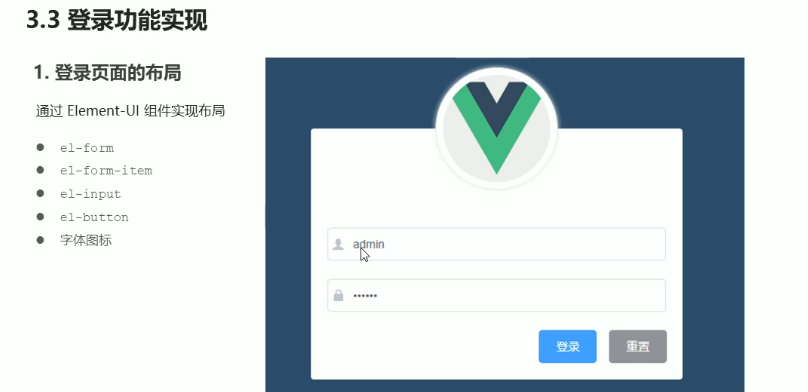 3.3 登录功能实现
1. 登录页面的布局
通过 Element-UI 组件实现布局
el-form
el-form-item
el-input
el-button
字体图标
admin
••••••
登录 重置